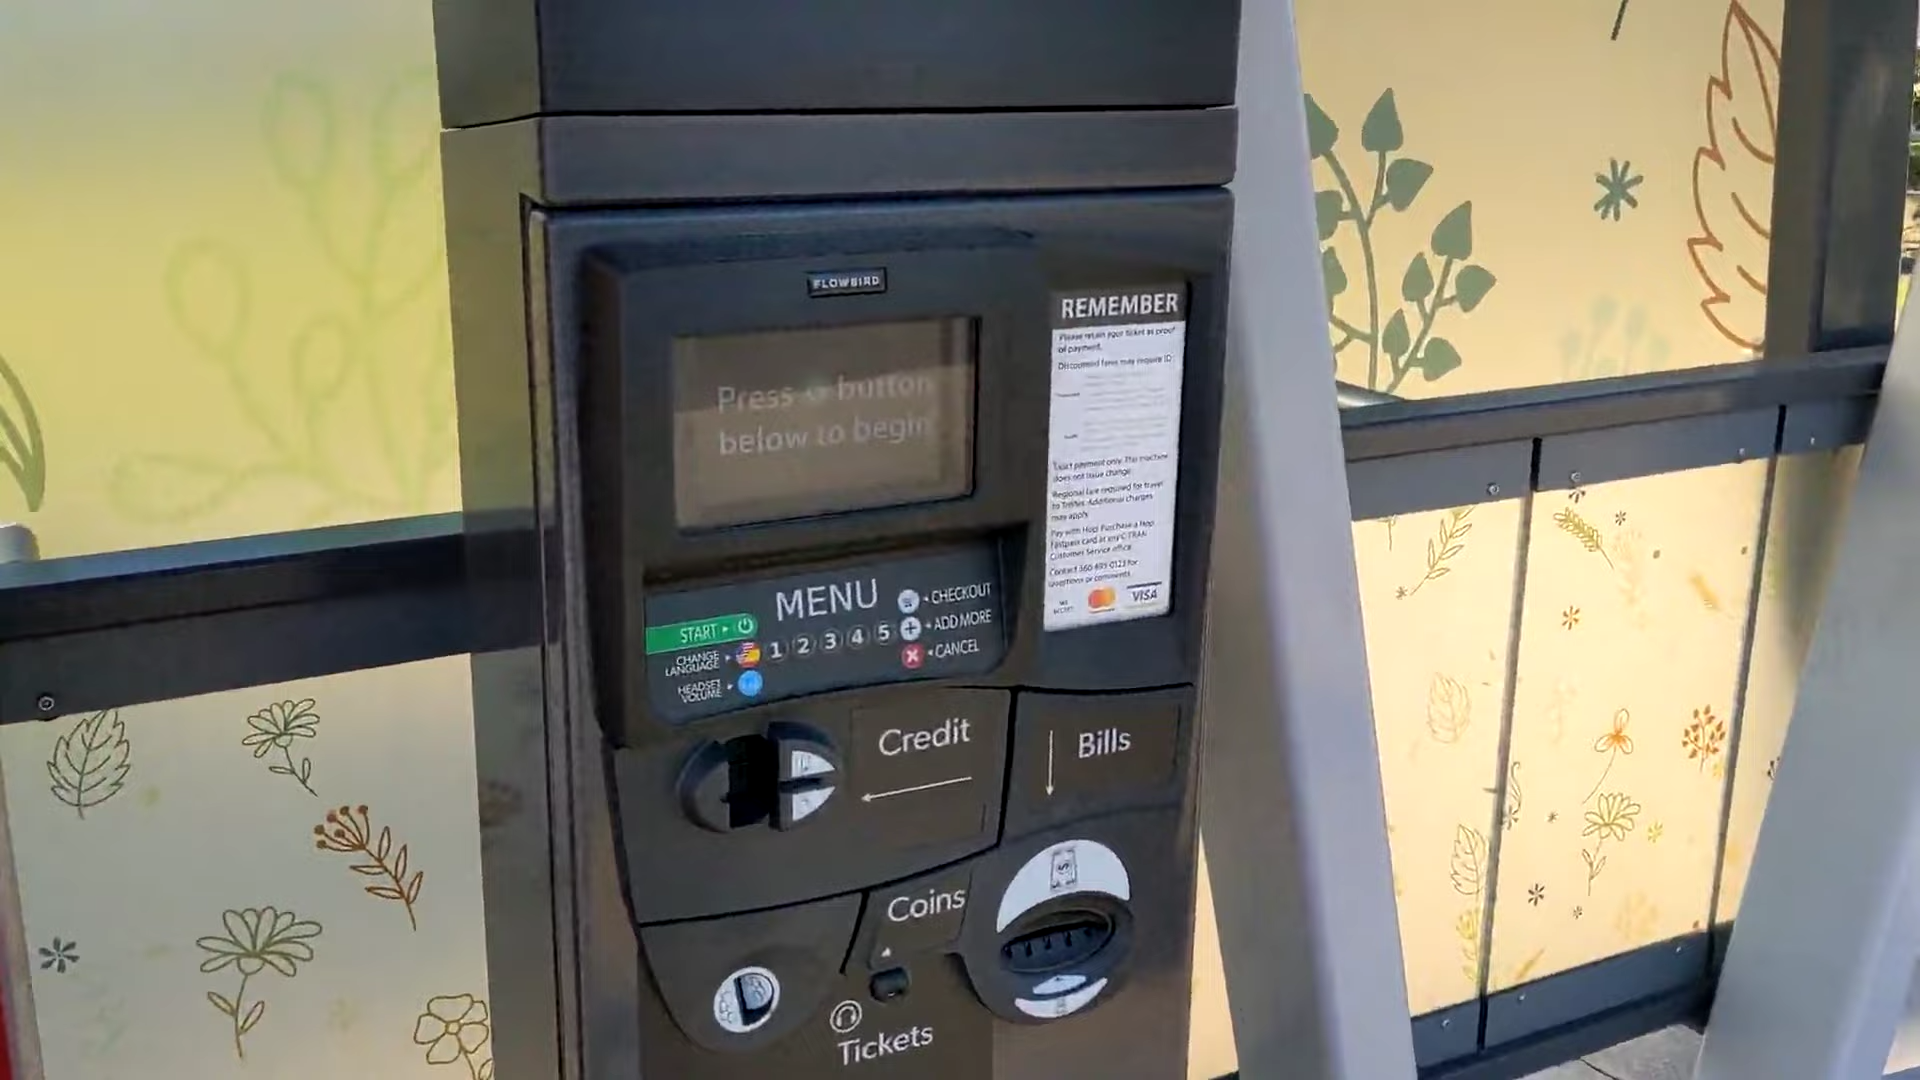 FLOWBIRD
Press a button
below to begin
REMEMBER
Please retain your ticket as proof
of payment.
Discounted fares may require ID:
Exact payment only. This machine
does not issue change.
Regional fare required for travel
to TriMet. Additional charges
may apply.
Pay with Hop! Purchase a Hop
Fastpass card at any C-TRAN
Customer Service office.
Contact 360-695-0123 for
questions or comments.
WE
ACCEPT
VISA
MENU
START
CHANGE
LANGUAGE
HEADSET
VOLUME
1 2 3 4 5
CHECKOUT
ADD MORE
CANCEL
Credit
Bills
Coins
Tickets